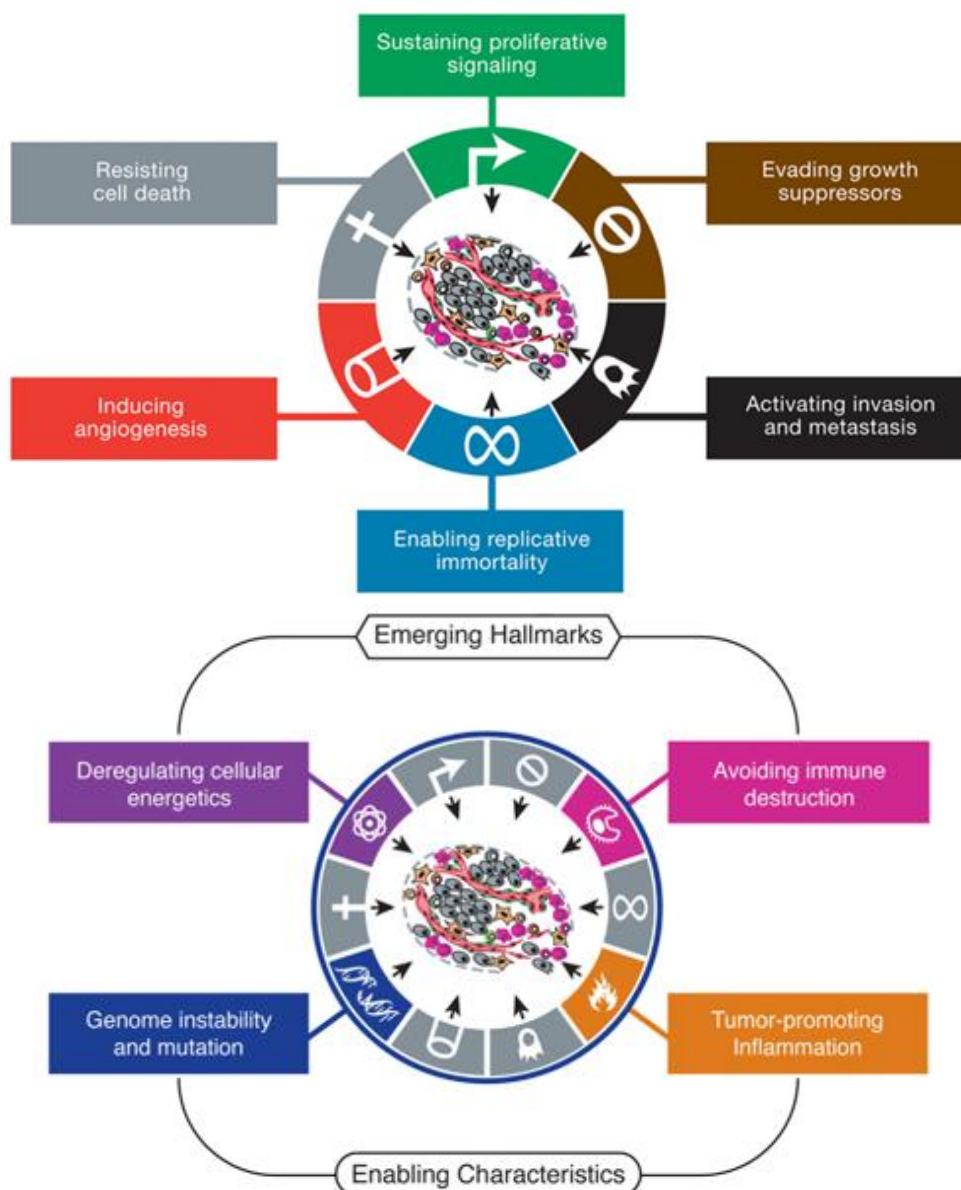 Sustaining proliferative
signaling
Resisting
cell death
Evading growth
suppressors
Inducing
angiogenesis
Activating invasion
and metastasis
Enabling replicative
immortality
Emerging Hallmarks
Deregulating cellular
energetics
Avoiding immune
destruction
Genome instability
and mutation
Tumor-promoting
Inflammation
Enabling Characteristics